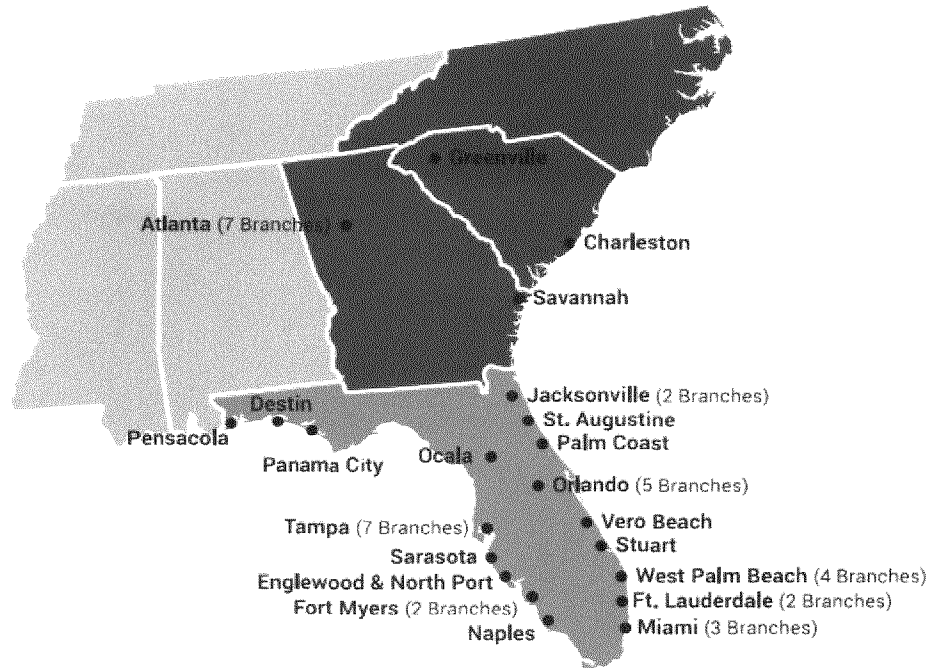 Greenville
Atlanta (7 Branches)
Charleston
Savannah
Jacksonville (2 Branches)
Destin
St. Augustine
Pensacola
Palm Coast
Ocala
Panama City
Orlando (5 Branches)
Vero Beach
Tampa (7 Branches)
Stuart
Sarasota
West Palm Beach (4 Branches)
Englewood & North Port
Ft. Lauderdale (2 Branches)
Fort Myers (2 Branches)
Miami (3 Branches)
Naples